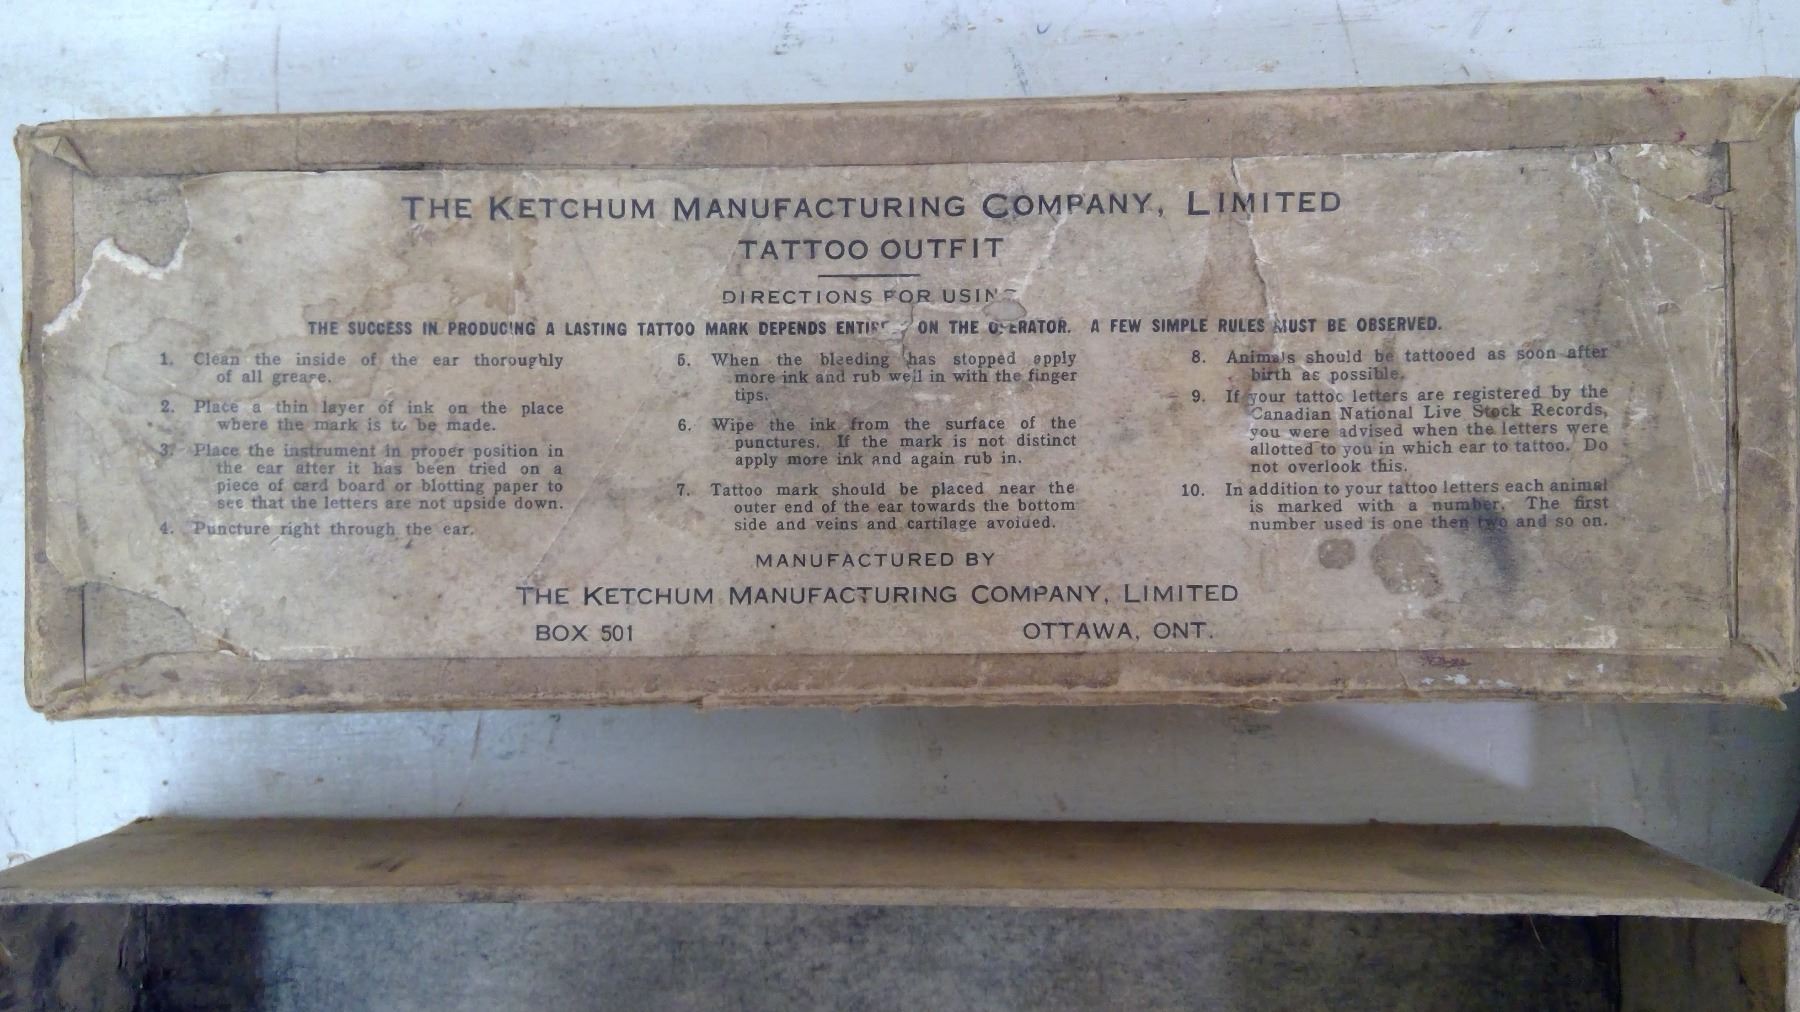 THE KETCHUM MANUFACTURING COMPANY, LIMITED
TATTOO OUTFIT
DIRECTIONS FOR USING
THE SUCCESS IN PRODUCING A LASTING TATTOO MARK DEPENDS ENTIRELY ON THE OPERATOR. A FEW SIMPLE RULES MUST BE OBSERVED.
1. Clean the inside of the ear thoroughly
of all grease.
2. Place a thin layer of ink on the place
where the mark is to be made.
3. Place the instrument in proper position in
the ear after it has been tried on a
piece of card board or blotting paper to
see that the letters are not upside down.
4. Puncture right through the ear.
5. When the bleeding has stopped apply
more ink and rub well in with the finger
tips.
6. Wipe the ink from the surface of the
punctures. If the mark is not distinct
apply more ink and again rub in.
7. Tattoo mark should be placed near the
outer end of the ear towards the bottom
side and veins and cartilage avoided.
8. Animals should be tattooed as soon after
birth as possible.
9. If your tattoo letters are registered by the
Canadian National Live Stock Records,
you were advised when the letters were
allotted to you in which ear to tattoo. Do
not overlook this.
10. In addition to your tattoo letters each animal
is marked with a number. The first
number used is one then two and so on.
MANUFACTURED BY
THE KETCHUM MANUFACTURING COMPANY, LIMITED
BOX 501 OTTAWA, ONT.